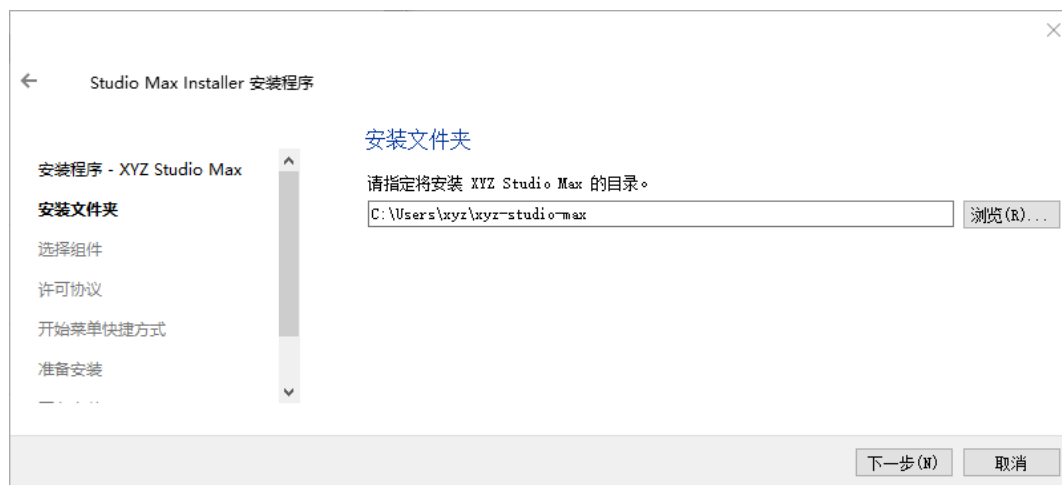 Studio Max Installer 安装程序
安装程序 - XYZ Studio Max
安装文件夹
选择组件
许可协议
开始菜单快捷方式
准备安装
安装文件夹
请指定将安装 XYZ Studio Max 的目录。
C:\Users\xyz\xyz-studio-max
浏览(R)...
下一步(N)
取消